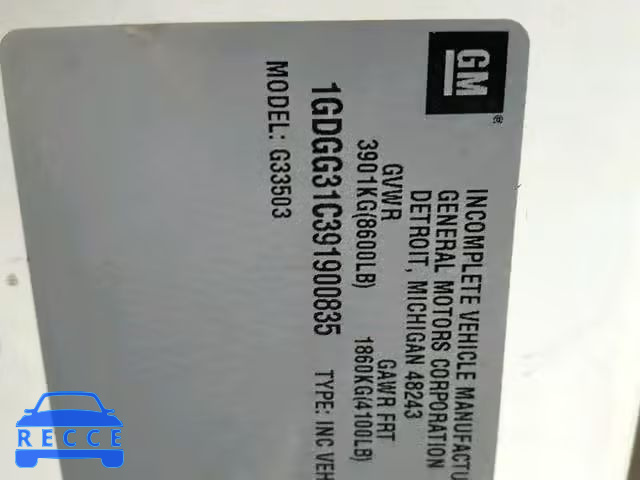 GM
®
INCOMPLETE VEHICLE MANUFACTU
GENERAL MOTORS CORPORATION
DETROIT, MICHIGAN 48243
GVWR GAWR FRT
3901KG(8600LB) 1860KG(4100LB)
1GDGG31C391900835 TYPE: INC VEH
MODEL: G33503
RECCE